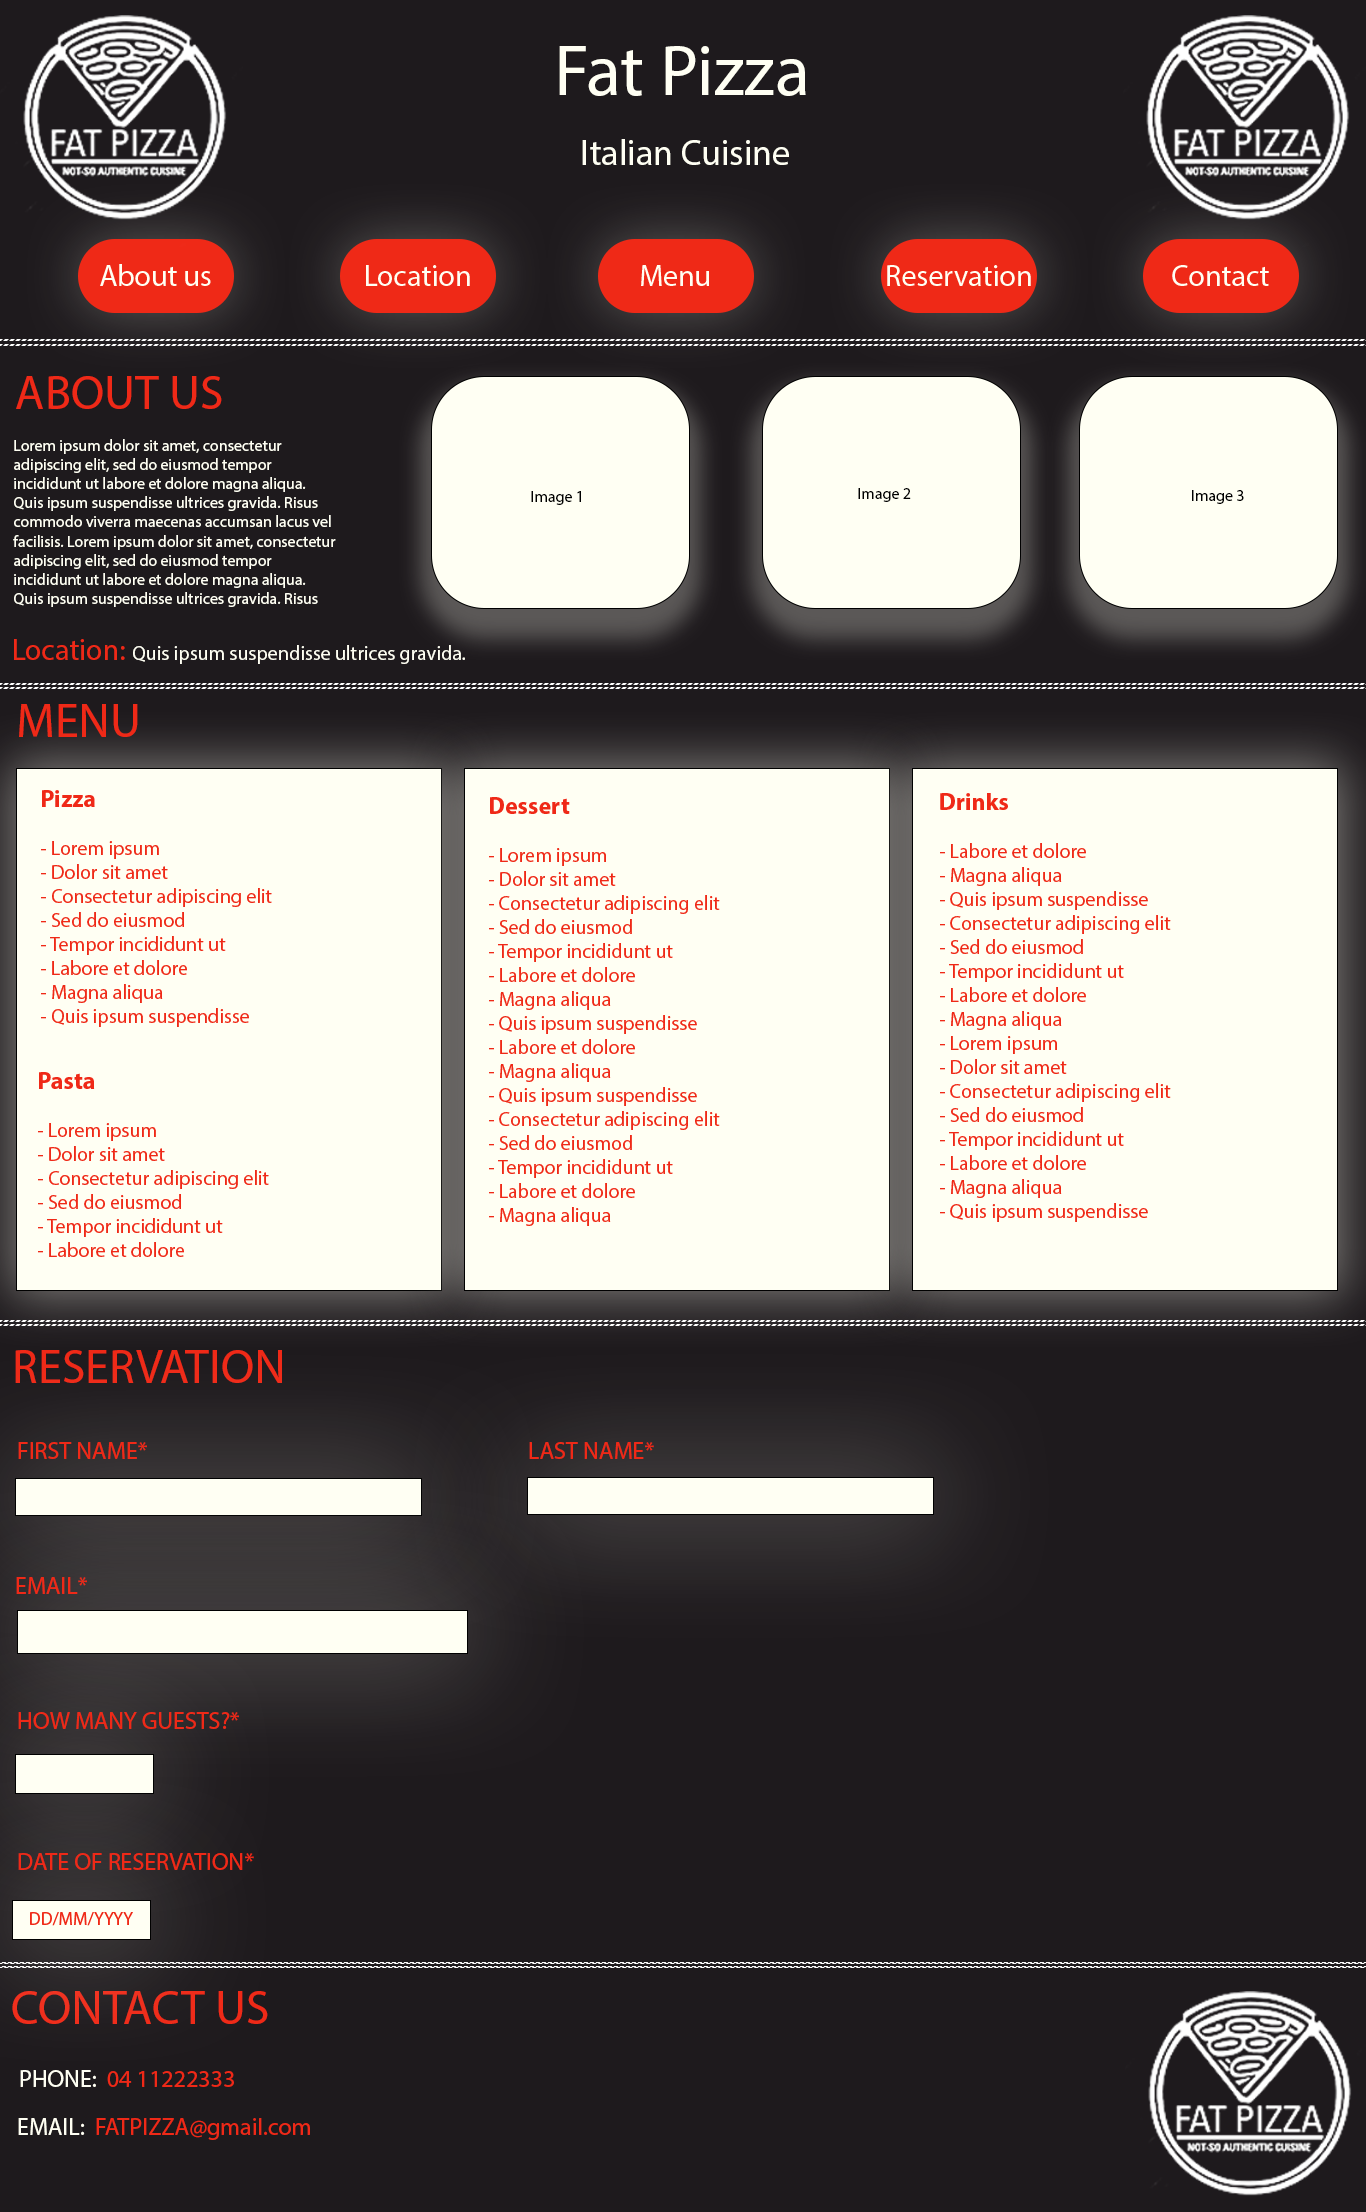 FAT PIZZA
NOT-SO AUTHENTIC CUISINE
Fat Pizza
Italian Cuisine
FAT PIZZA
NOT-SO AUTHENTIC CUISINE
About us
Location
Menu
Reservation
Contact
ABOUT US
Lorem ipsum dolor sit amet, consectetur
adipiscing elit, sed do eiusmod tempor
incididunt ut labore et dolore magna aliqua.
Quis ipsum suspendisse ultrices gravida. Risus
commodo viverra maecenas accumsan lacus vel
facilisis. Lorem ipsum dolor sit amet, consectetur
adipiscing elit, sed do eiusmod tempor
incididunt ut labore et dolore magna aliqua.
Quis ipsum suspendisse ultrices gravida. Risus
Image 1
Image 2
Image 3
Location: Quis ipsum suspendisse ultrices gravida.
MENU
Pizza
- Lorem ipsum
- Dolor sit amet
- Consectetur adipiscing elit
- Sed do eiusmod
- Tempor incididunt ut
- Labore et dolore
- Magna aliqua
- Quis ipsum suspendisse
Pasta
- Lorem ipsum
- Dolor sit amet
- Consectetur adipiscing elit
- Sed do eiusmod
- Tempor incididunt ut
- Labore et dolore
Dessert
- Lorem ipsum
- Dolor sit amet
- Consectetur adipiscing elit
- Sed do eiusmod
- Tempor incididunt ut
- Labore et dolore
- Magna aliqua
- Quis ipsum suspendisse
- Labore et dolore
- Magna aliqua
- Quis ipsum suspendisse
- Consectetur adipiscing elit
- Sed do eiusmod
- Tempor incididunt ut
- Labore et dolore
- Magna aliqua
Drinks
- Labore et dolore
- Magna aliqua
- Quis ipsum suspendisse
- Consectetur adipiscing elit
- Sed do eiusmod
- Tempor incididunt ut
- Labore et dolore
- Magna aliqua
- Lorem ipsum
- Dolor sit amet
- Consectetur adipiscing elit
- Sed do eiusmod
- Tempor incididunt ut
- Labore et dolore
- Magna aliqua
- Quis ipsum suspendisse
RESERVATION
FIRST NAME*
LAST NAME*
EMAIL*
HOW MANY GUESTS?*
DATE OF RESERVATION*
DD/MM/YYYY
CONTACT US
PHONE: 04 11222333
EMAIL: FATPIZZA@gmail.com
FAT PIZZA
NOT-SO AUTHENTIC CUISINE